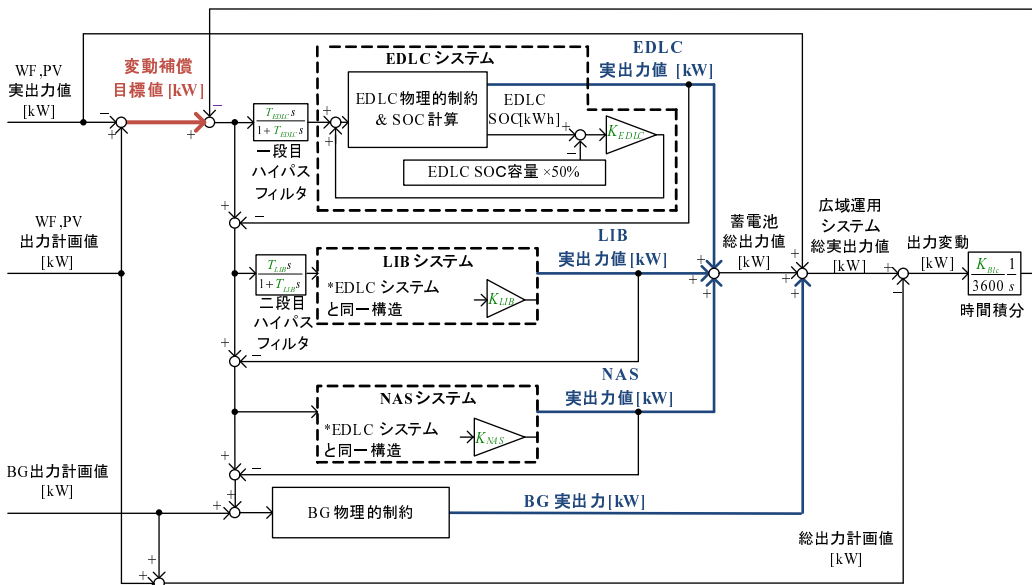 WF,PV
実出力値
[kW]
変動補償
目標値 [kW]
WF,PV
出力計画値
[kW]
BG出力計画値
[kW]
T_EDLC s
1+T_EDLC s
一段目
ハイパス
フィルタ
EDLC システム
EDLC 物理的制約
& SOC 計算
EDLC
SOC[kWh]
K_EDLC
EDLC SOC容量 ×50%
EDLC
実出力値 [kW]
T_LIB s
1+T_LIB s
二段目
ハイパス
フィルタ
LIB システム
*EDLC システム
と同一構造
K_LIB
LIB
実出力値 [kW]
NAS システム
*EDLC システム
と同一構造
K_NAS
NAS
実出力値 [kW]
BG 物理的制約
BG 実出力 [kW]
蓄電池
総出力値
[kW]
広域運用
システム
総実出力値
[kW]
出力変動
[kW]
K_Blc 1
3600 s
時間積分
総出力計画値
[kW]